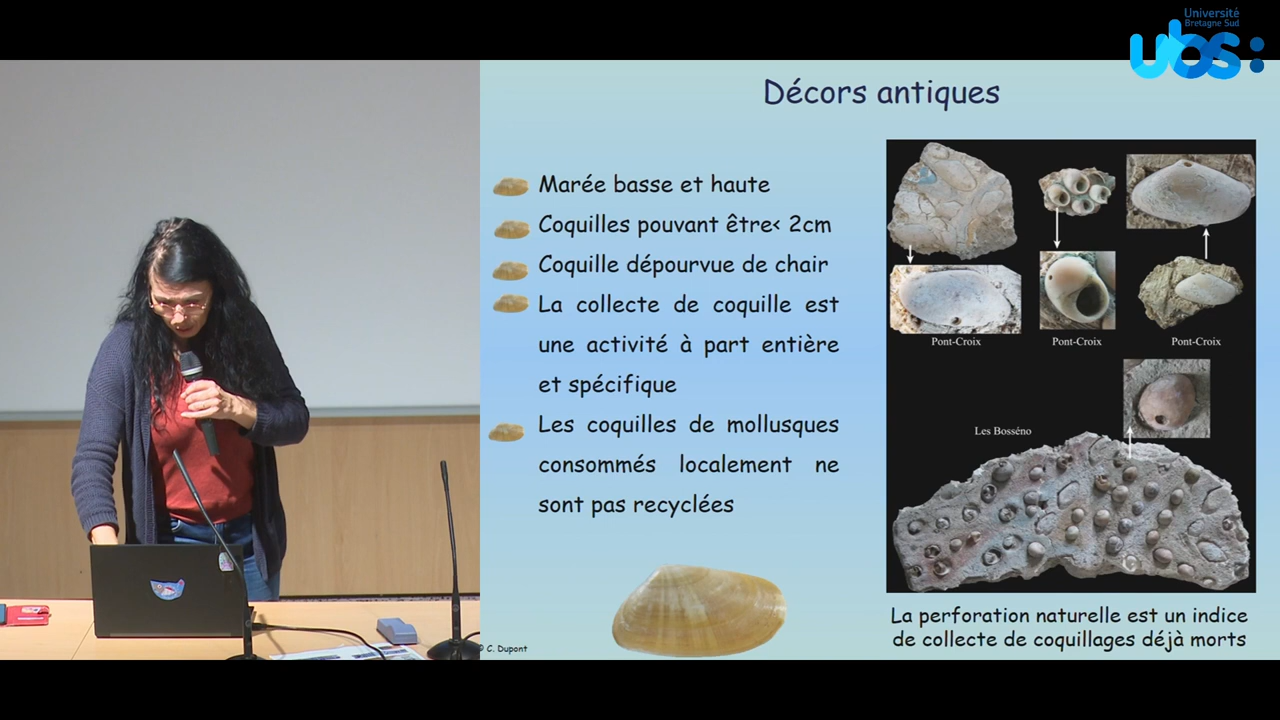 Université
Bretagne Sud
ubs:
Décors antiques
Marée basse et haute
Coquilles pouvant être< 2cm
Coquille dépourvue de chair
La collecte de coquille est
une activité à part entière
et spécifique
Les coquilles de mollusques
consommés localement ne
sont pas recyclées
Pont-Croix
Pont-Croix
Pont-Croix
Les Bosséno
La perforation naturelle est un indice
de collecte de coquillages déjà morts
© C. Dupont